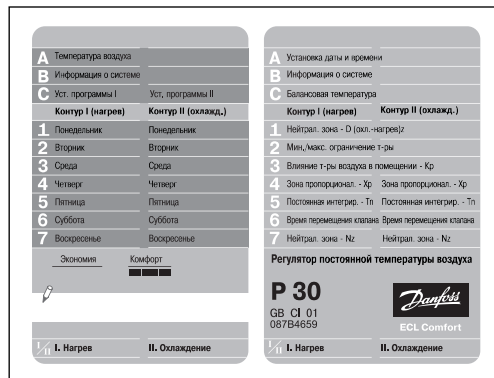 A Температура воздуха
B Информация о системе
C Уст. программы I Уст, программы II
Контур I (нагрев) Контур II (охлажд.)
1 Понедельник Понедельник
2 Вторник Вторник
3 Среда Среда
4 Четверг Четверг
5 Пятница Пятница
6 Суббота Суббота
7 Воскресенье Воскресенье
Экономия Комфорт
I/II I. Нагрев II. Охлаждение
A Установка даты и времени
B Информация о системе
C Балансовая температура
Контур I (нагрев) Контур II (охлажд.)
1 Нейтрал. зона - D (охл.-нагрев)z
2 Мин,/макс. ограничение т-ры
3 Влияние т-ры воздуха в помещении - Кр
4 Зона пропорционал. - Xp Зона пропорционал. - Xp
5 Постоянная интегрир. - Tn Постоянная интегрир. - Tn
6 Время перемещения клапана Время перемещения клапана
7 Нейтрал. зона - Nz Нейтрал. зона - Nz
Регулятор постоянной температуры воздуха
P 30
GB CI 01
087B4659
Danfoss
ECL Comfort
I/II I. Нагрев II. Охлаждение